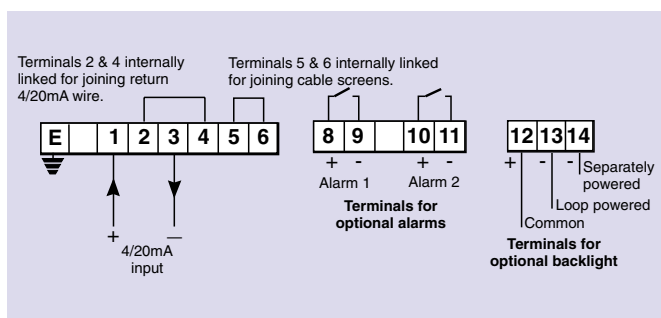 Terminals 2 & 4 internally
linked for joining return
4/20mA wire.
Terminals 5 & 6 internally linked
for joining cable screens.
E 1 2 3 4 5 6
8 9 10 11
12 13 14
+ - + -
Alarm 1 Alarm 2
Terminals for
optional alarms
+ - -
Separately
powered
Loop powered
Common
Terminals for
optional backlight
+ —
4/20mA
input